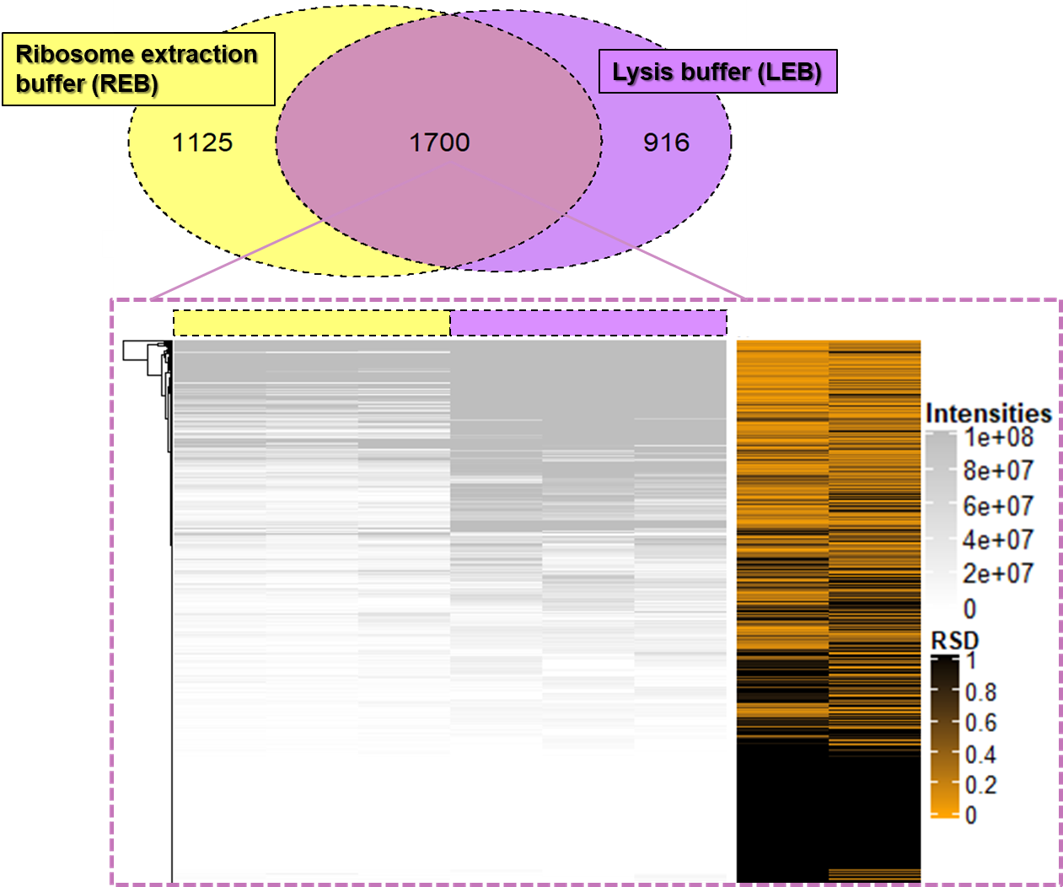 Ribosome extraction
buffer (REB)
Lysis buffer (LEB)
1125
1700
916
Intensities
1e+08
8e+07
6e+07
4e+07
2e+07
0
RSD
1
0.8
0.6
0.4
0.2
0